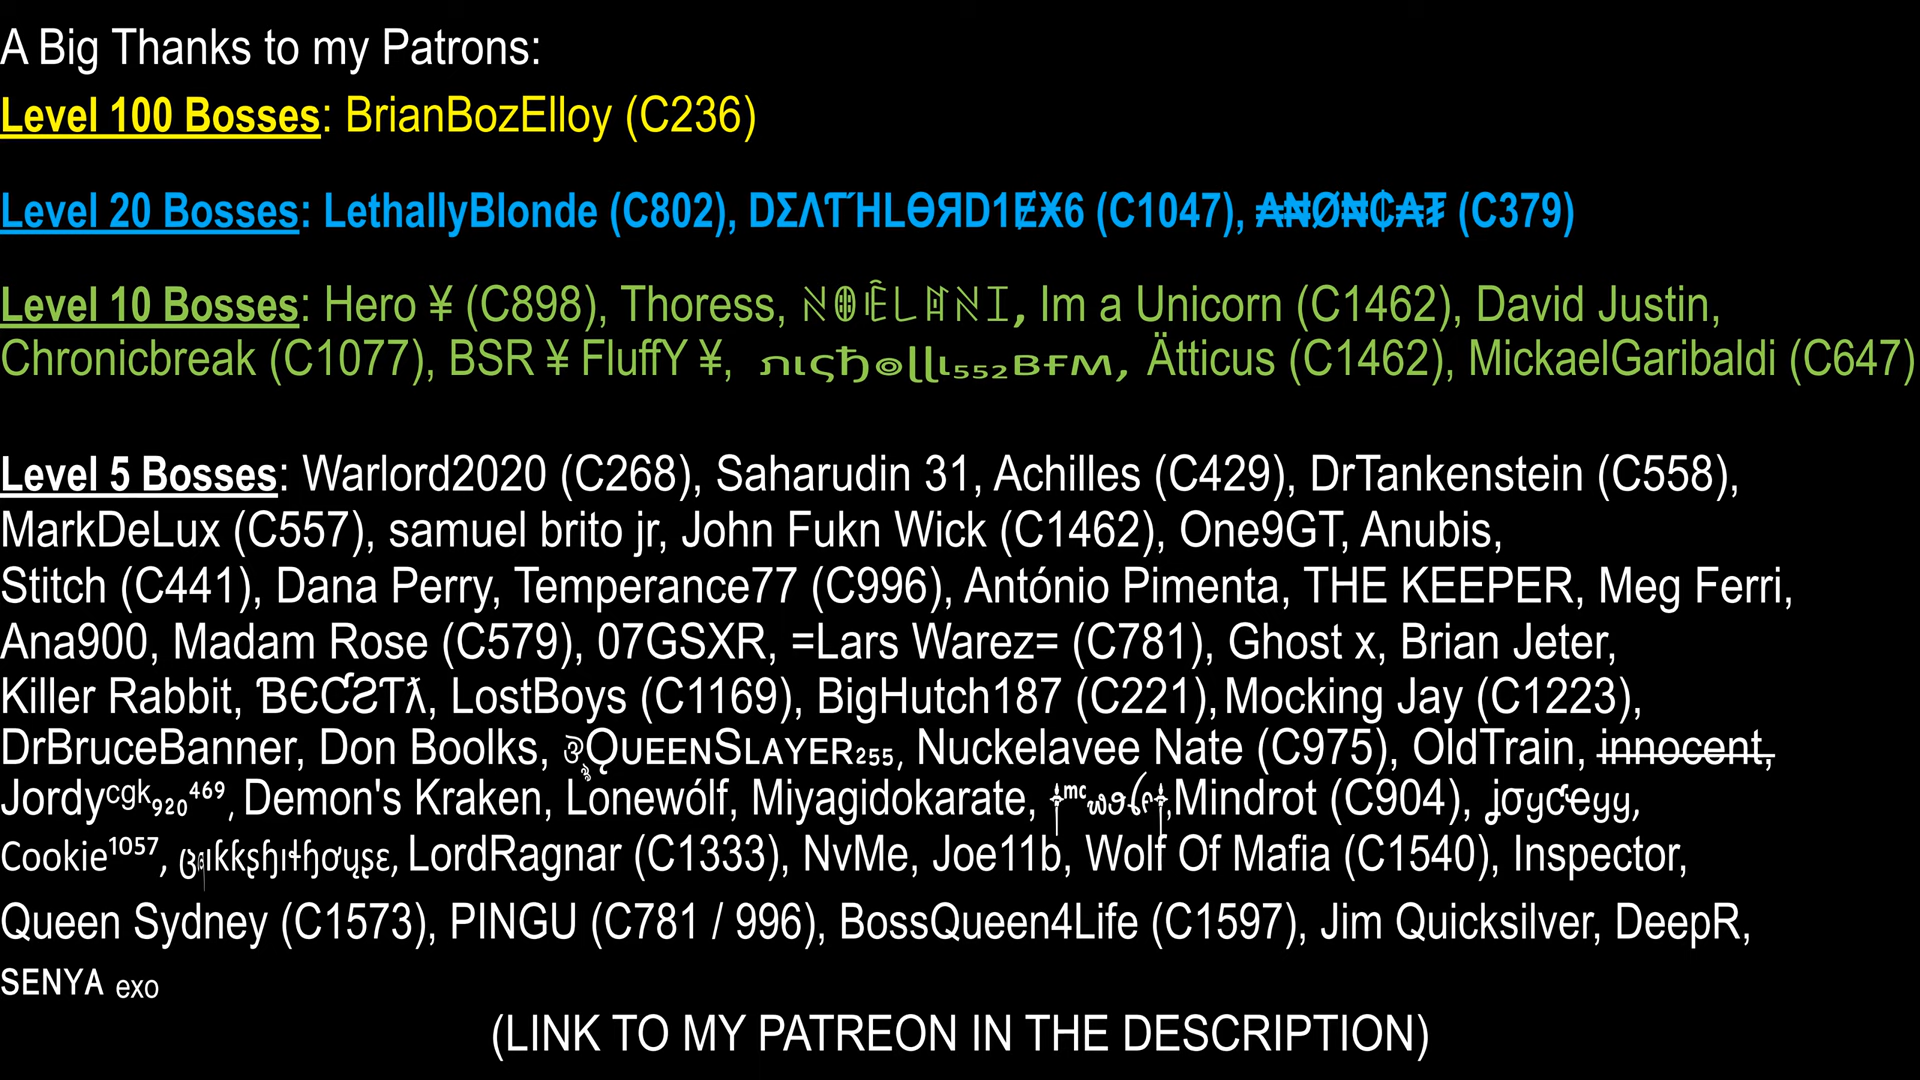 A Big Thanks to my Patrons:
Level 100 Bosses: BrianBozElloy (C236)
Level 20 Bosses: LethallyBlonde (C802), DΣΛƬΉLӨЯD1ɆӾ6 (C1047), ₳₦Ø₦₵₳₮ (C379)
Level 10 Bosses: Hero ¥ (C898), Thoress, Im a Unicorn (C1462), David Justin,
Chronicbreak (C1077), BSR ¥ FluffY ¥, Ätticus (C1462), MickaelGaribaldi (C647)
Level 5 Bosses: Warlord2020 (C268), Saharudin 31, Achilles (C429), DrTankenstein (C558),
MarkDeLux (C557), samuel brito jr, John Fukn Wick (C1462), One9GT, Anubis,
Stitch (C441), Dana Perry, Temperance77 (C996), António Pimenta, THE KEEPER, Meg Ferri,
Ana900, Madam Rose (C579), 07GSXR, =Lars Warez= (C781), Ghost x, Brian Jeter,
Killer Rabbit, ƁЄƇƧƬƛ, LostBoys (C1169), BigHutch187 (C221), Mocking Jay (C1223),
DrBruceBanner, Don Boolks, QᴜᴇᴇɴSʟᴀʏᴇʀ₂₅₅, Nuckelavee Nate (C975), OldTrain, innocent,
Jordyᶜᵍᵏ₉₂₀⁴⁶⁹, Demon's Kraken, Lonewólf, Miyagidokarate, Mindrot (C904), ʝσყƈҽყყ,
Cookie¹⁰⁵⁷, LordRagnar (C1333), NvMe, Joe11b, Wolf Of Mafia (C1540), Inspector,
Queen Sydney (C1573), PINGU (C781 / 996), BossQueen4Life (C1597), Jim Quicksilver, DeepR,
SENYA exo
(LINK TO MY PATREON IN THE DESCRIPTION)